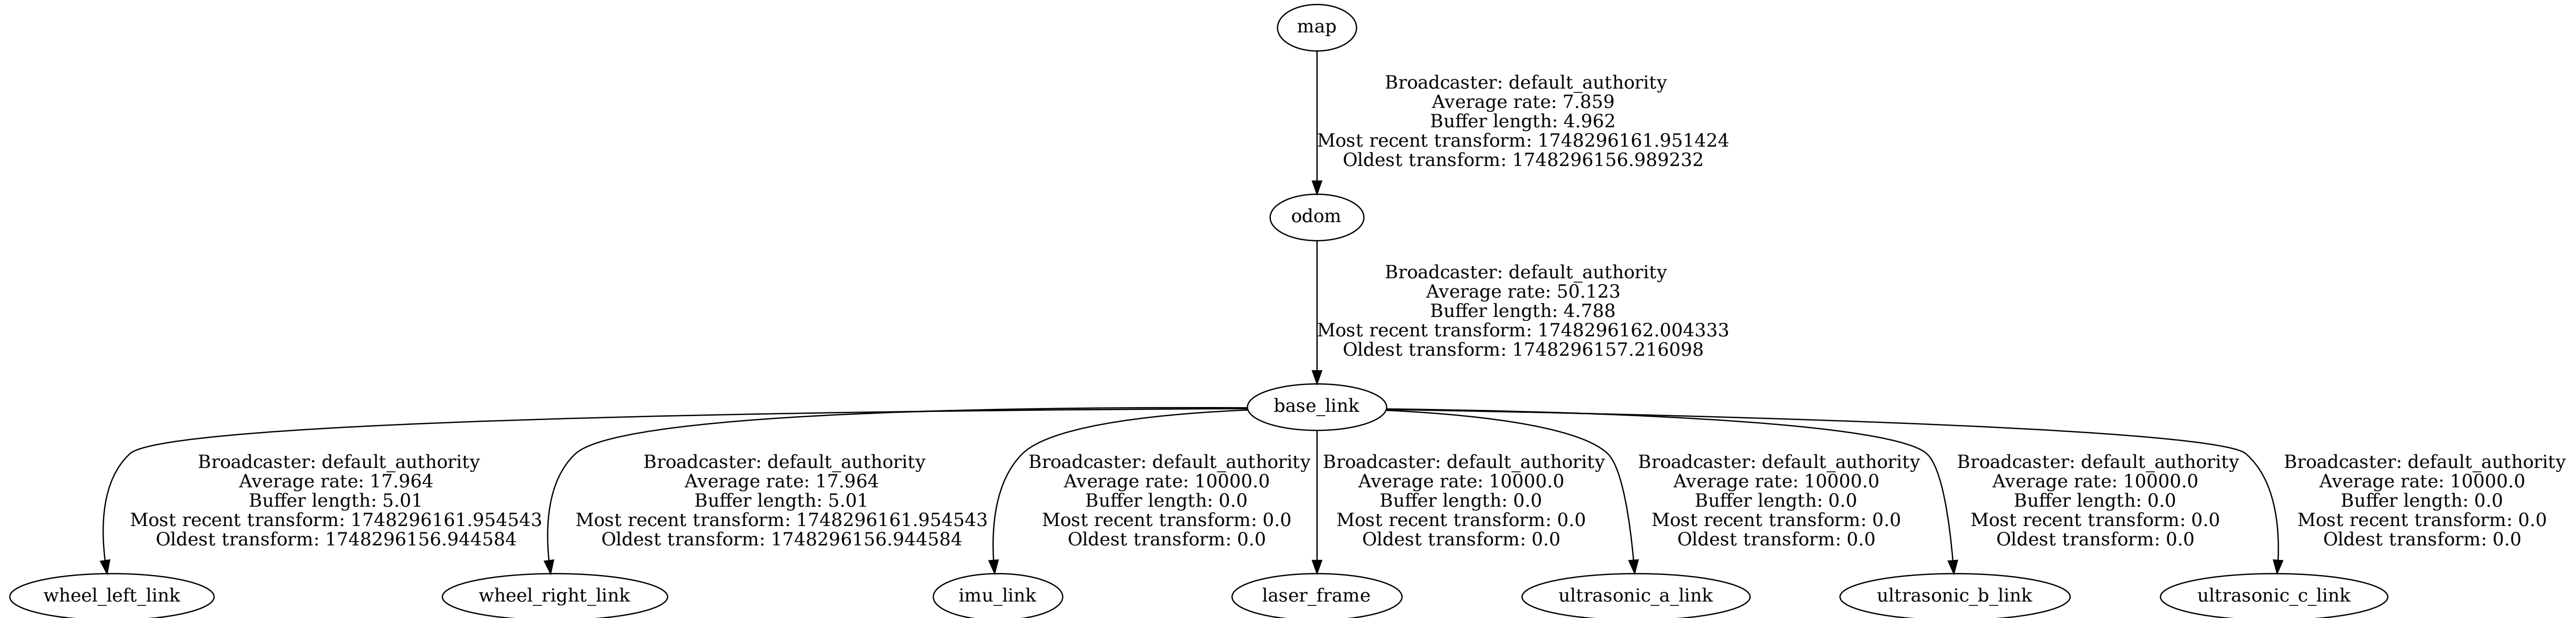 map
Broadcaster: default_authority
Average rate: 7.859
Buffer length: 4.962
Most recent transform: 1748296161.951424
Oldest transform: 1748296156.989232
odom
Broadcaster: default_authority
Average rate: 50.123
Buffer length: 4.788
Most recent transform: 1748296162.004333
Oldest transform: 1748296157.216098
base_link
Broadcaster: default_authority
Average rate: 17.964
Buffer length: 5.01
Most recent transform: 1748296161.954543
Oldest transform: 1748296156.944584
Broadcaster: default_authority
Average rate: 17.964
Buffer length: 5.01
Most recent transform: 1748296161.954543
Oldest transform: 1748296156.944584
Broadcaster: default_authority
Average rate: 10000.0
Buffer length: 0.0
Most recent transform: 0.0
Oldest transform: 0.0
Broadcaster: default_authority
Average rate: 10000.0
Buffer length: 0.0
Most recent transform: 0.0
Oldest transform: 0.0
Broadcaster: default_authority
Average rate: 10000.0
Buffer length: 0.0
Most recent transform: 0.0
Oldest transform: 0.0
Broadcaster: default_authority
Average rate: 10000.0
Buffer length: 0.0
Most recent transform: 0.0
Oldest transform: 0.0
Broadcaster: default_authority
Average rate: 10000.0
Buffer length: 0.0
Most recent transform: 0.0
Oldest transform: 0.0
wheel_left_link
wheel_right_link
imu_link
laser_frame
ultrasonic_a_link
ultrasonic_b_link
ultrasonic_c_link